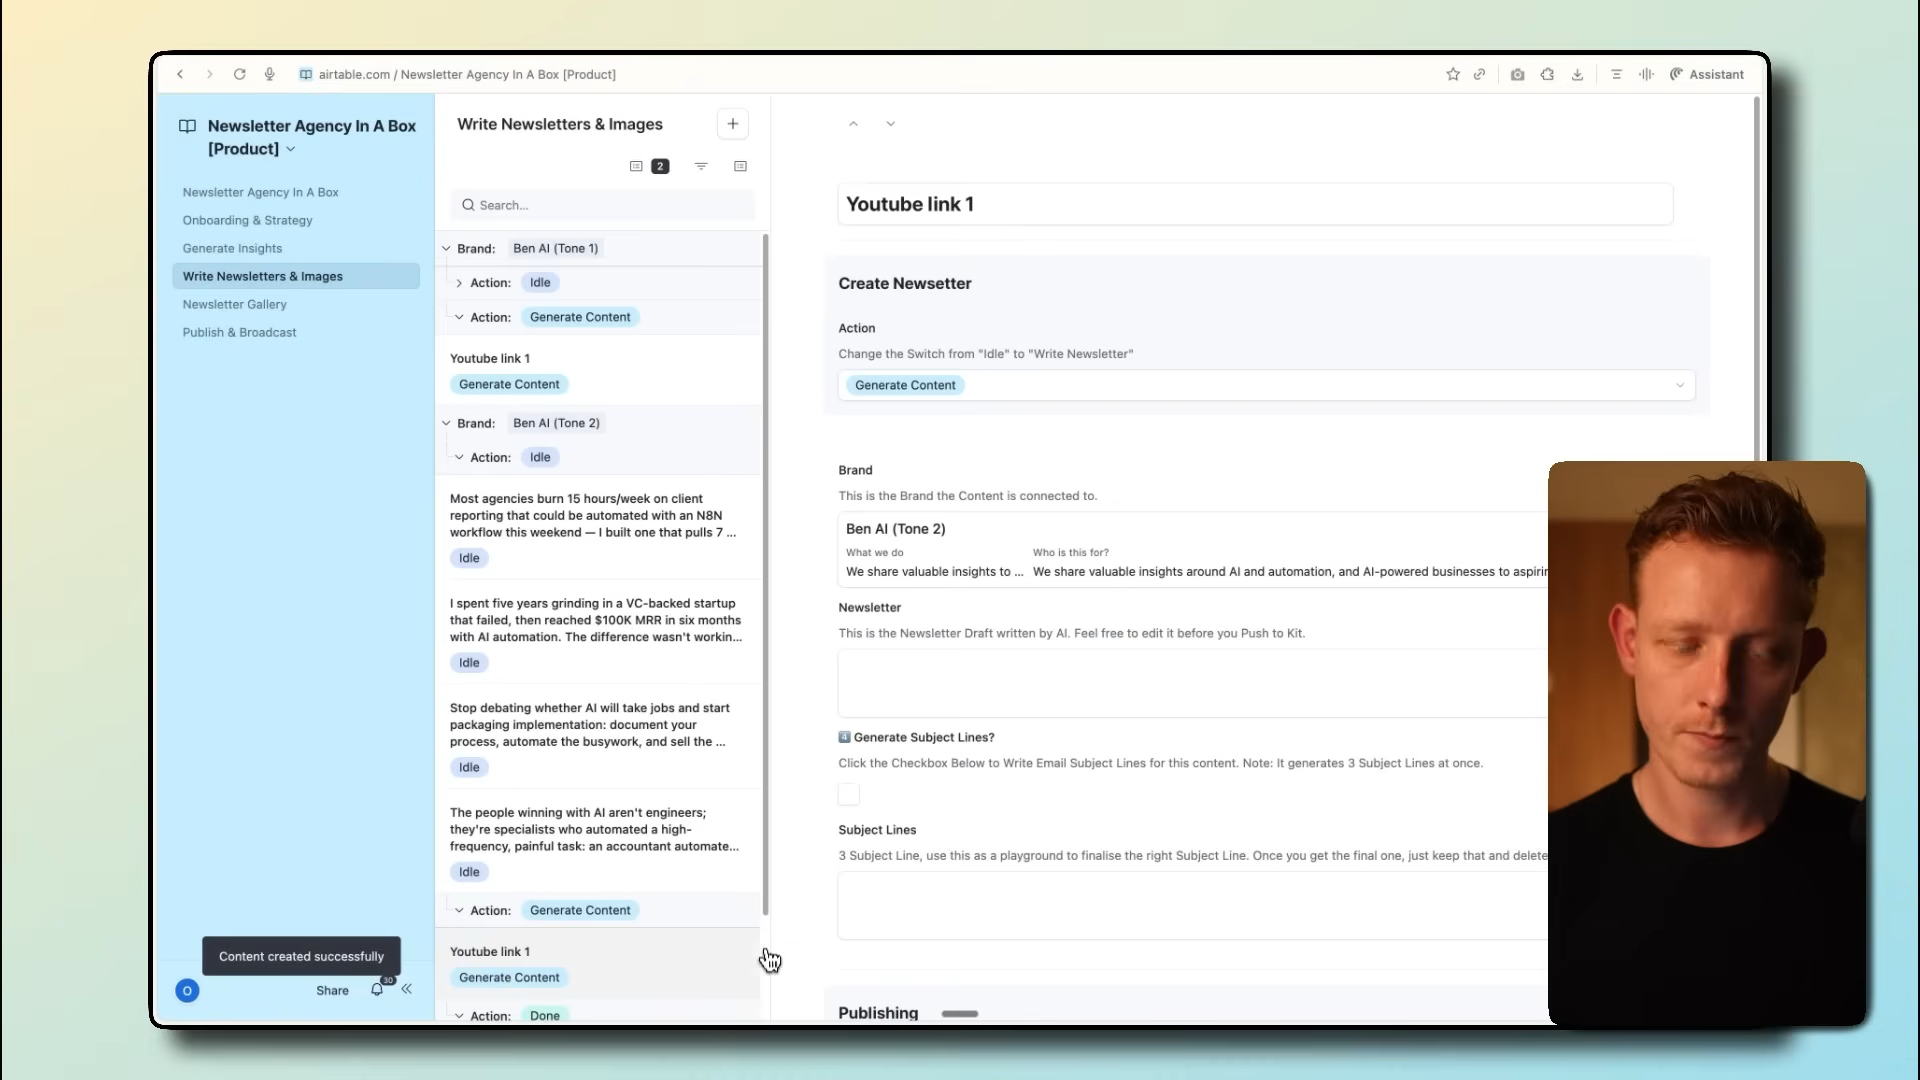 airtable.com / Newsletter Agency In A Box [Product]
Assistant
Newsletter Agency In A Box
[Product]
Newsletter Agency In A Box
Onboarding & Strategy
Generate Insights
Write Newsletters & Images
Newsletter Gallery
Publish & Broadcast
Content created successfully
O
Share
30
Write Newsletters & Images
2
Search...
Brand: Ben AI (Tone 1)
Action: Idle
Action: Generate Content
Youtube link 1
Generate Content
Brand: Ben AI (Tone 2)
Action: Idle
Most agencies burn 15 hours/week on client
reporting that could be automated with an N8N
workflow this weekend — I built one that pulls 7 ...
Idle
I spent five years grinding in a VC-backed startup
that failed, then reached $100K MRR in six months
with AI automation. The difference wasn't workin...
Idle
Stop debating whether AI will take jobs and start
packaging implementation: document your
process, automate the busywork, and sell the ...
Idle
The people winning with AI aren't engineers;
they're specialists who automated a high-
frequency, painful task: an accountant automate...
Idle
Action: Generate Content
Youtube link 1
Generate Content
Action: Done
Youtube link 1
Create Newsetter
Action
Change the Switch from "Idle" to "Write Newsletter"
Generate Content
Brand
This is the Brand the Content is connected to.
Ben AI (Tone 2)
What we do Who is this for?
We share valuable insights to ... We share valuable insights around AI and automation, and AI-powered businesses to aspirin
Newsletter
This is the Newsletter Draft written by AI. Feel free to edit it before you Push to Kit.
4 Generate Subject Lines?
Click the Checkbox Below to Write Email Subject Lines for this content. Note: It generates 3 Subject Lines at once.
Subject Lines
3 Subject Line, use this as a playground to finalise the right Subject Line. Once you get the final one, just keep that and delete
Publishing